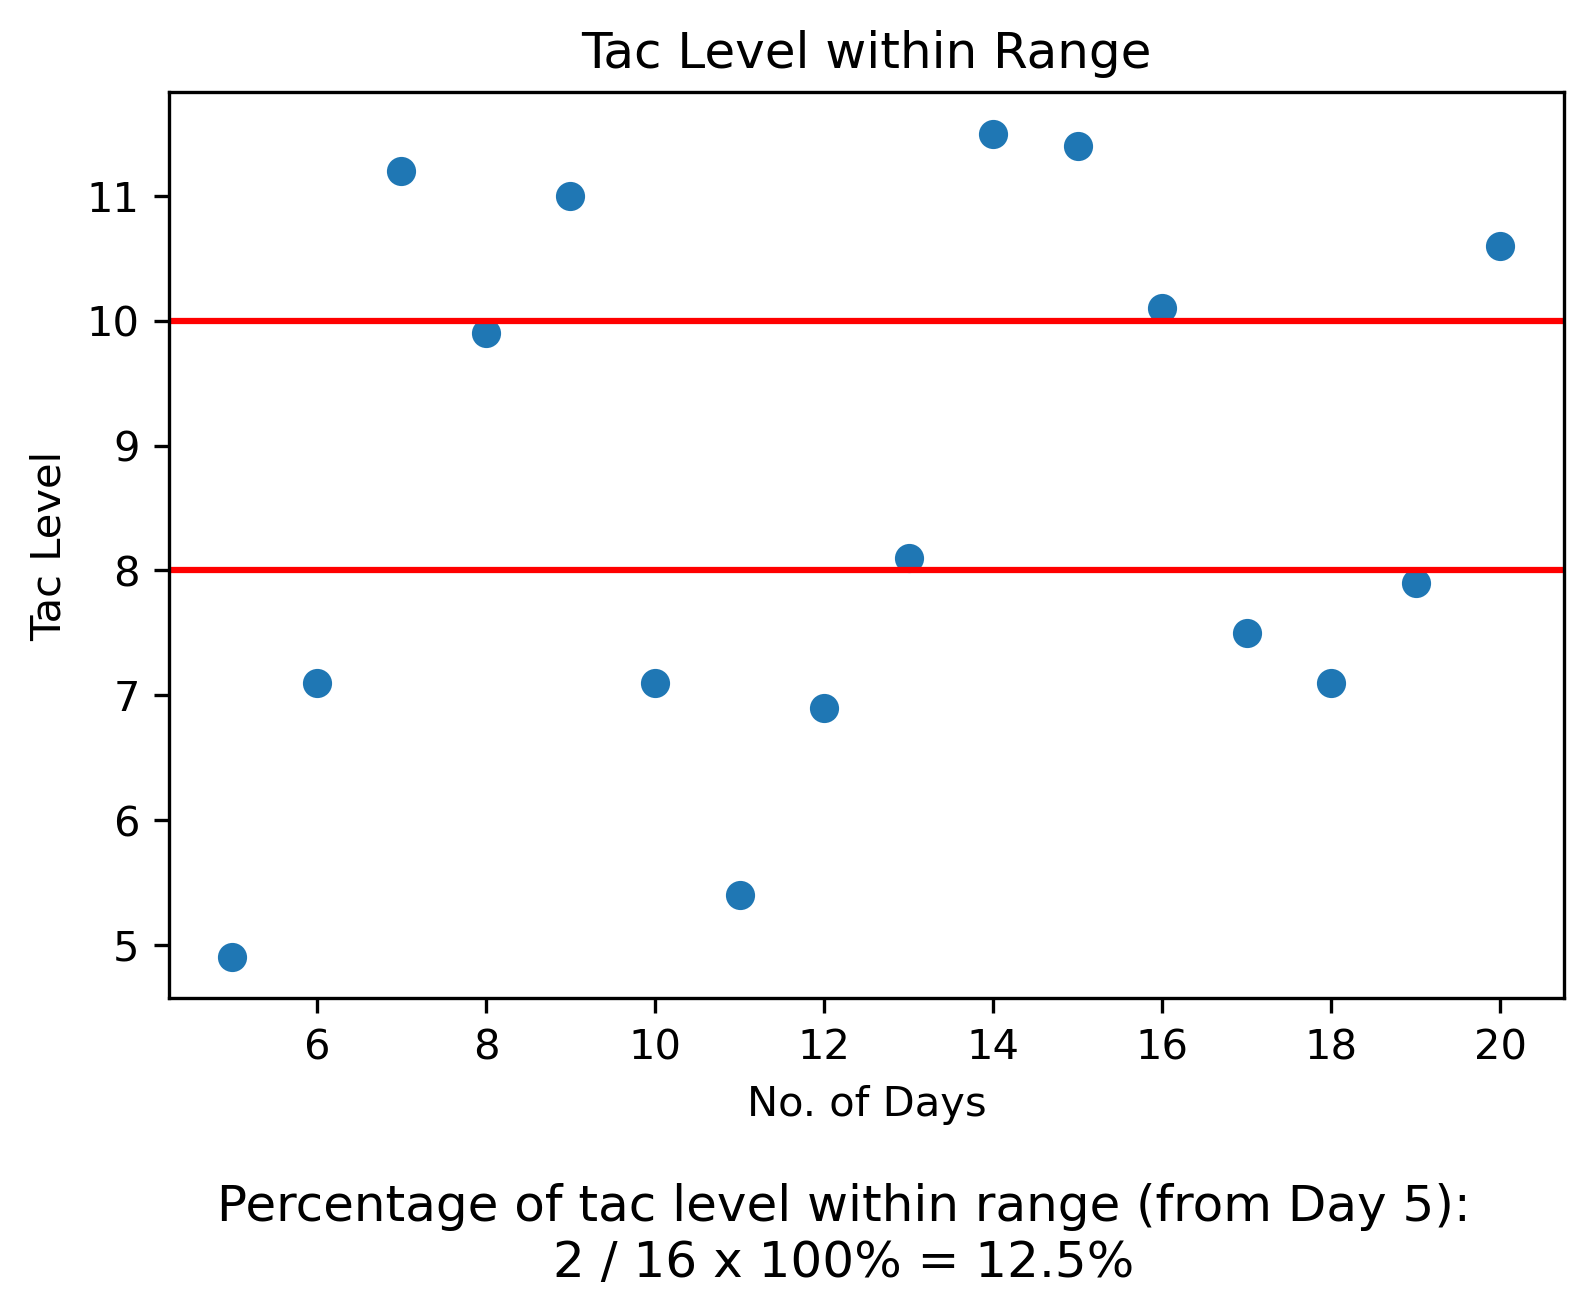 Tac Level within Range
11
10
9
8
7
6
5
Tac Level
6 8 10 12 14 16 18 20
No. of Days
Percentage of tac level within range (from Day 5):
2 / 16 x 100% = 12.5%